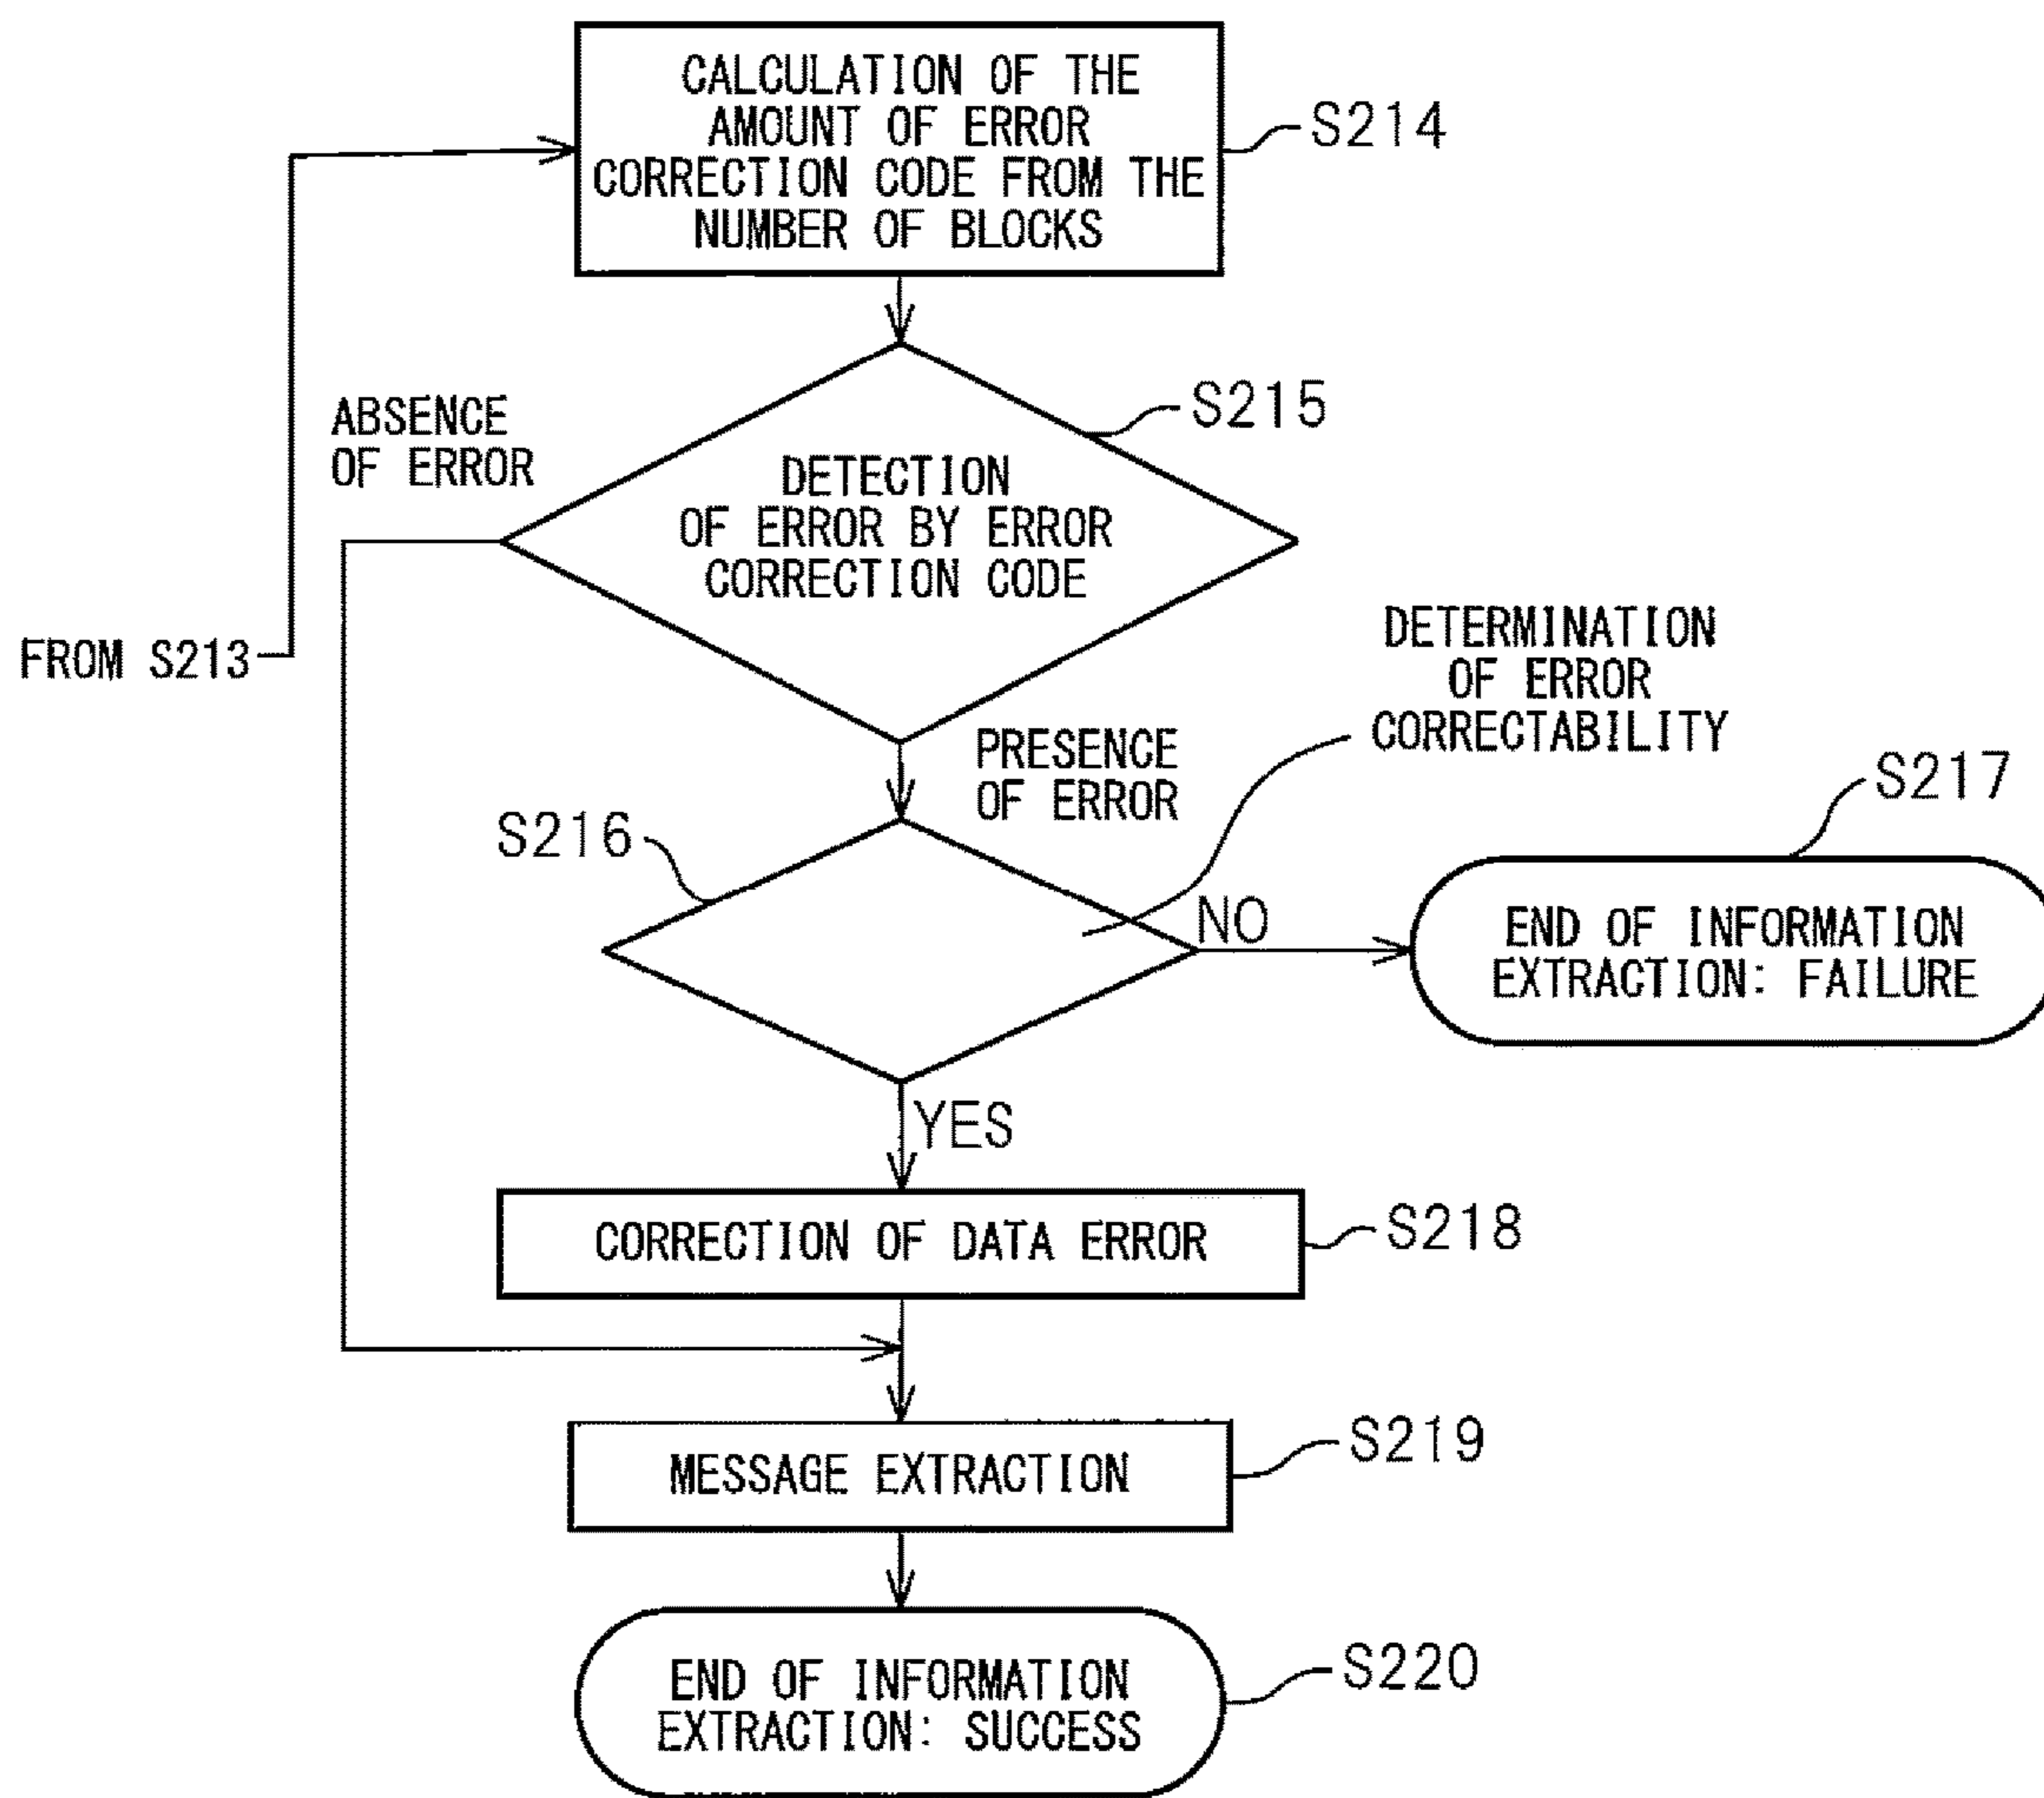 CALCULATION OF THE
AMOUNT OF ERROR
CORRECTION CODE FROM THE
NUMBER OF BLOCKS
S214
ABSENCE
OF ERROR
S215
DETECTION
OF ERROR BY ERROR
CORRECTION CODE
FROM S213
DETERMINATION
OF ERROR
CORRECTABILITY
PRESENCE
OF ERROR
S217
S216
NO
END OF INFORMATION
EXTRACTION: FAILURE
YES
CORRECTION OF DATA ERROR
S218
MESSAGE EXTRACTION
S219
END OF INFORMATION
EXTRACTION: SUCCESS
S220